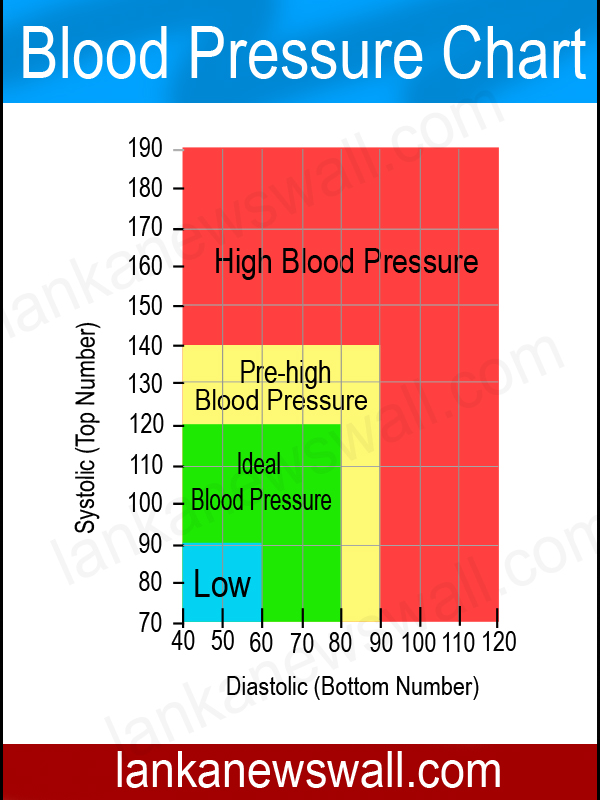 Blood Pressure Chart
190
180
170
160
150
140
130
120
110
100
90
80
70
Systolic (Top Number)
High Blood Pressure
Pre-high
Blood Pressure
Ideal
Blood Pressure
Low
40 50 60 70 80 90 100 110 120
Diastolic (Bottom Number)
lankanewswall.com
lankanewswall.com
lankanewswall.com
lankanewswall.com
lankanewswall.com